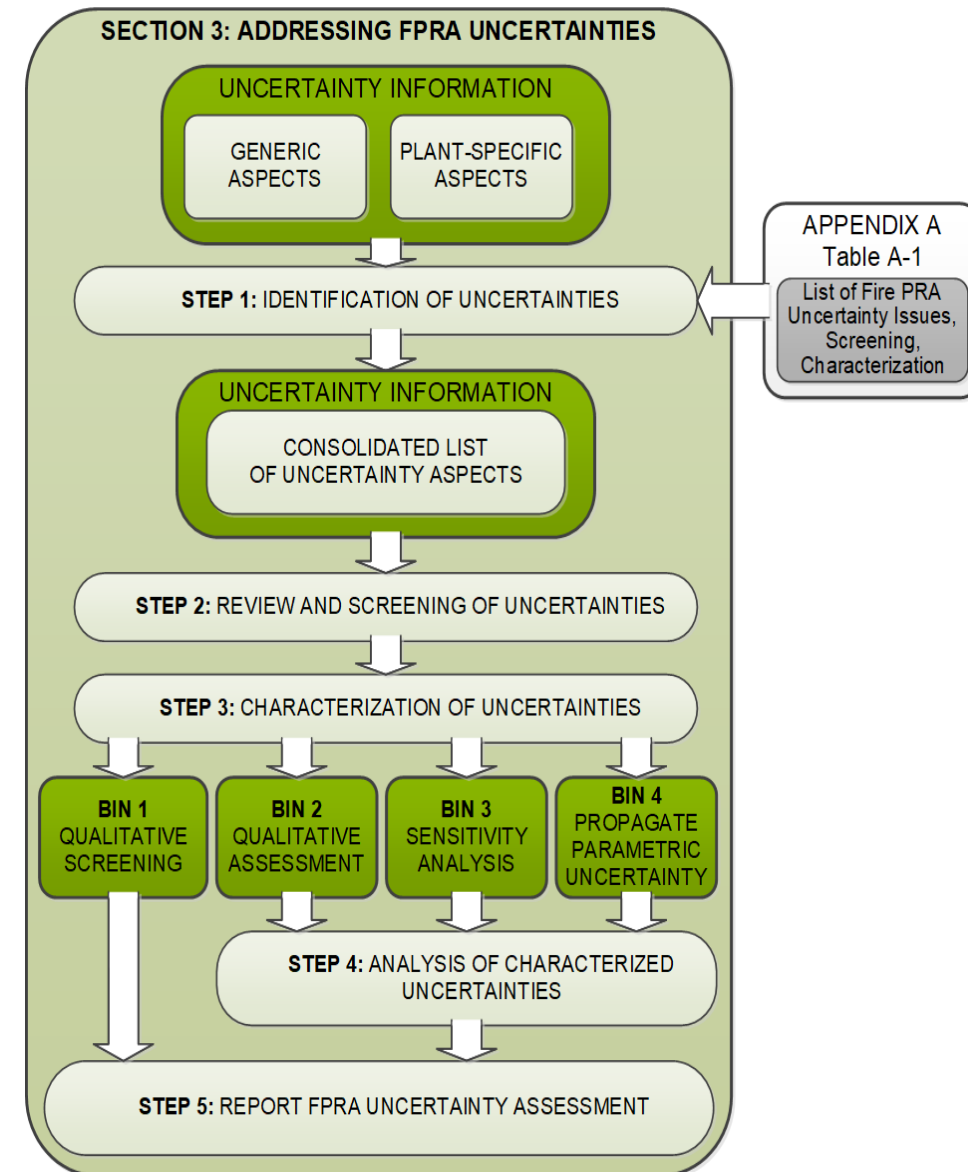 SECTION 3: ADDRESSING FPRA UNCERTAINTIES
UNCERTAINTY INFORMATION
GENERIC
ASPECTS
PLANT-SPECIFIC
ASPECTS
STEP 1: IDENTIFICATION OF UNCERTAINTIES
APPENDIX A
Table A-1
List of Fire PRA
Uncertainty Issues,
Screening,
Characterization
UNCERTAINTY INFORMATION
CONSOLIDATED LIST
OF UNCERTAINTY ASPECTS
STEP 2: REVIEW AND SCREENING OF UNCERTAINTIES
STEP 3: CHARACTERIZATION OF UNCERTAINTIES
BIN 1
QUALITATIVE
SCREENING
BIN 2
QUALITATIVE
ASSESSMENT
BIN 3
SENSITIVITY
ANALYSIS
BIN 4
PROPAGATE
PARAMETRIC
UNCERTAINTY
STEP 4: ANALYSIS OF CHARACTERIZED
UNCERTAINTIES
STEP 5: REPORT FPRA UNCERTAINTY ASSESSMENT